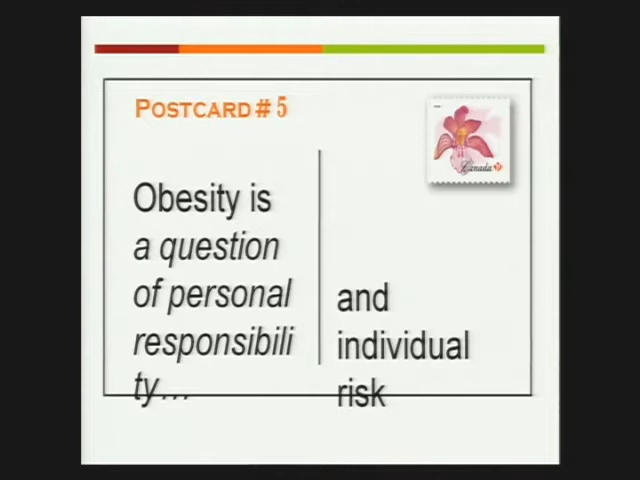 POSTCARD # 5
Canada
Obesity is
a question
of personal
responsibili
ty…
and
individual
risk